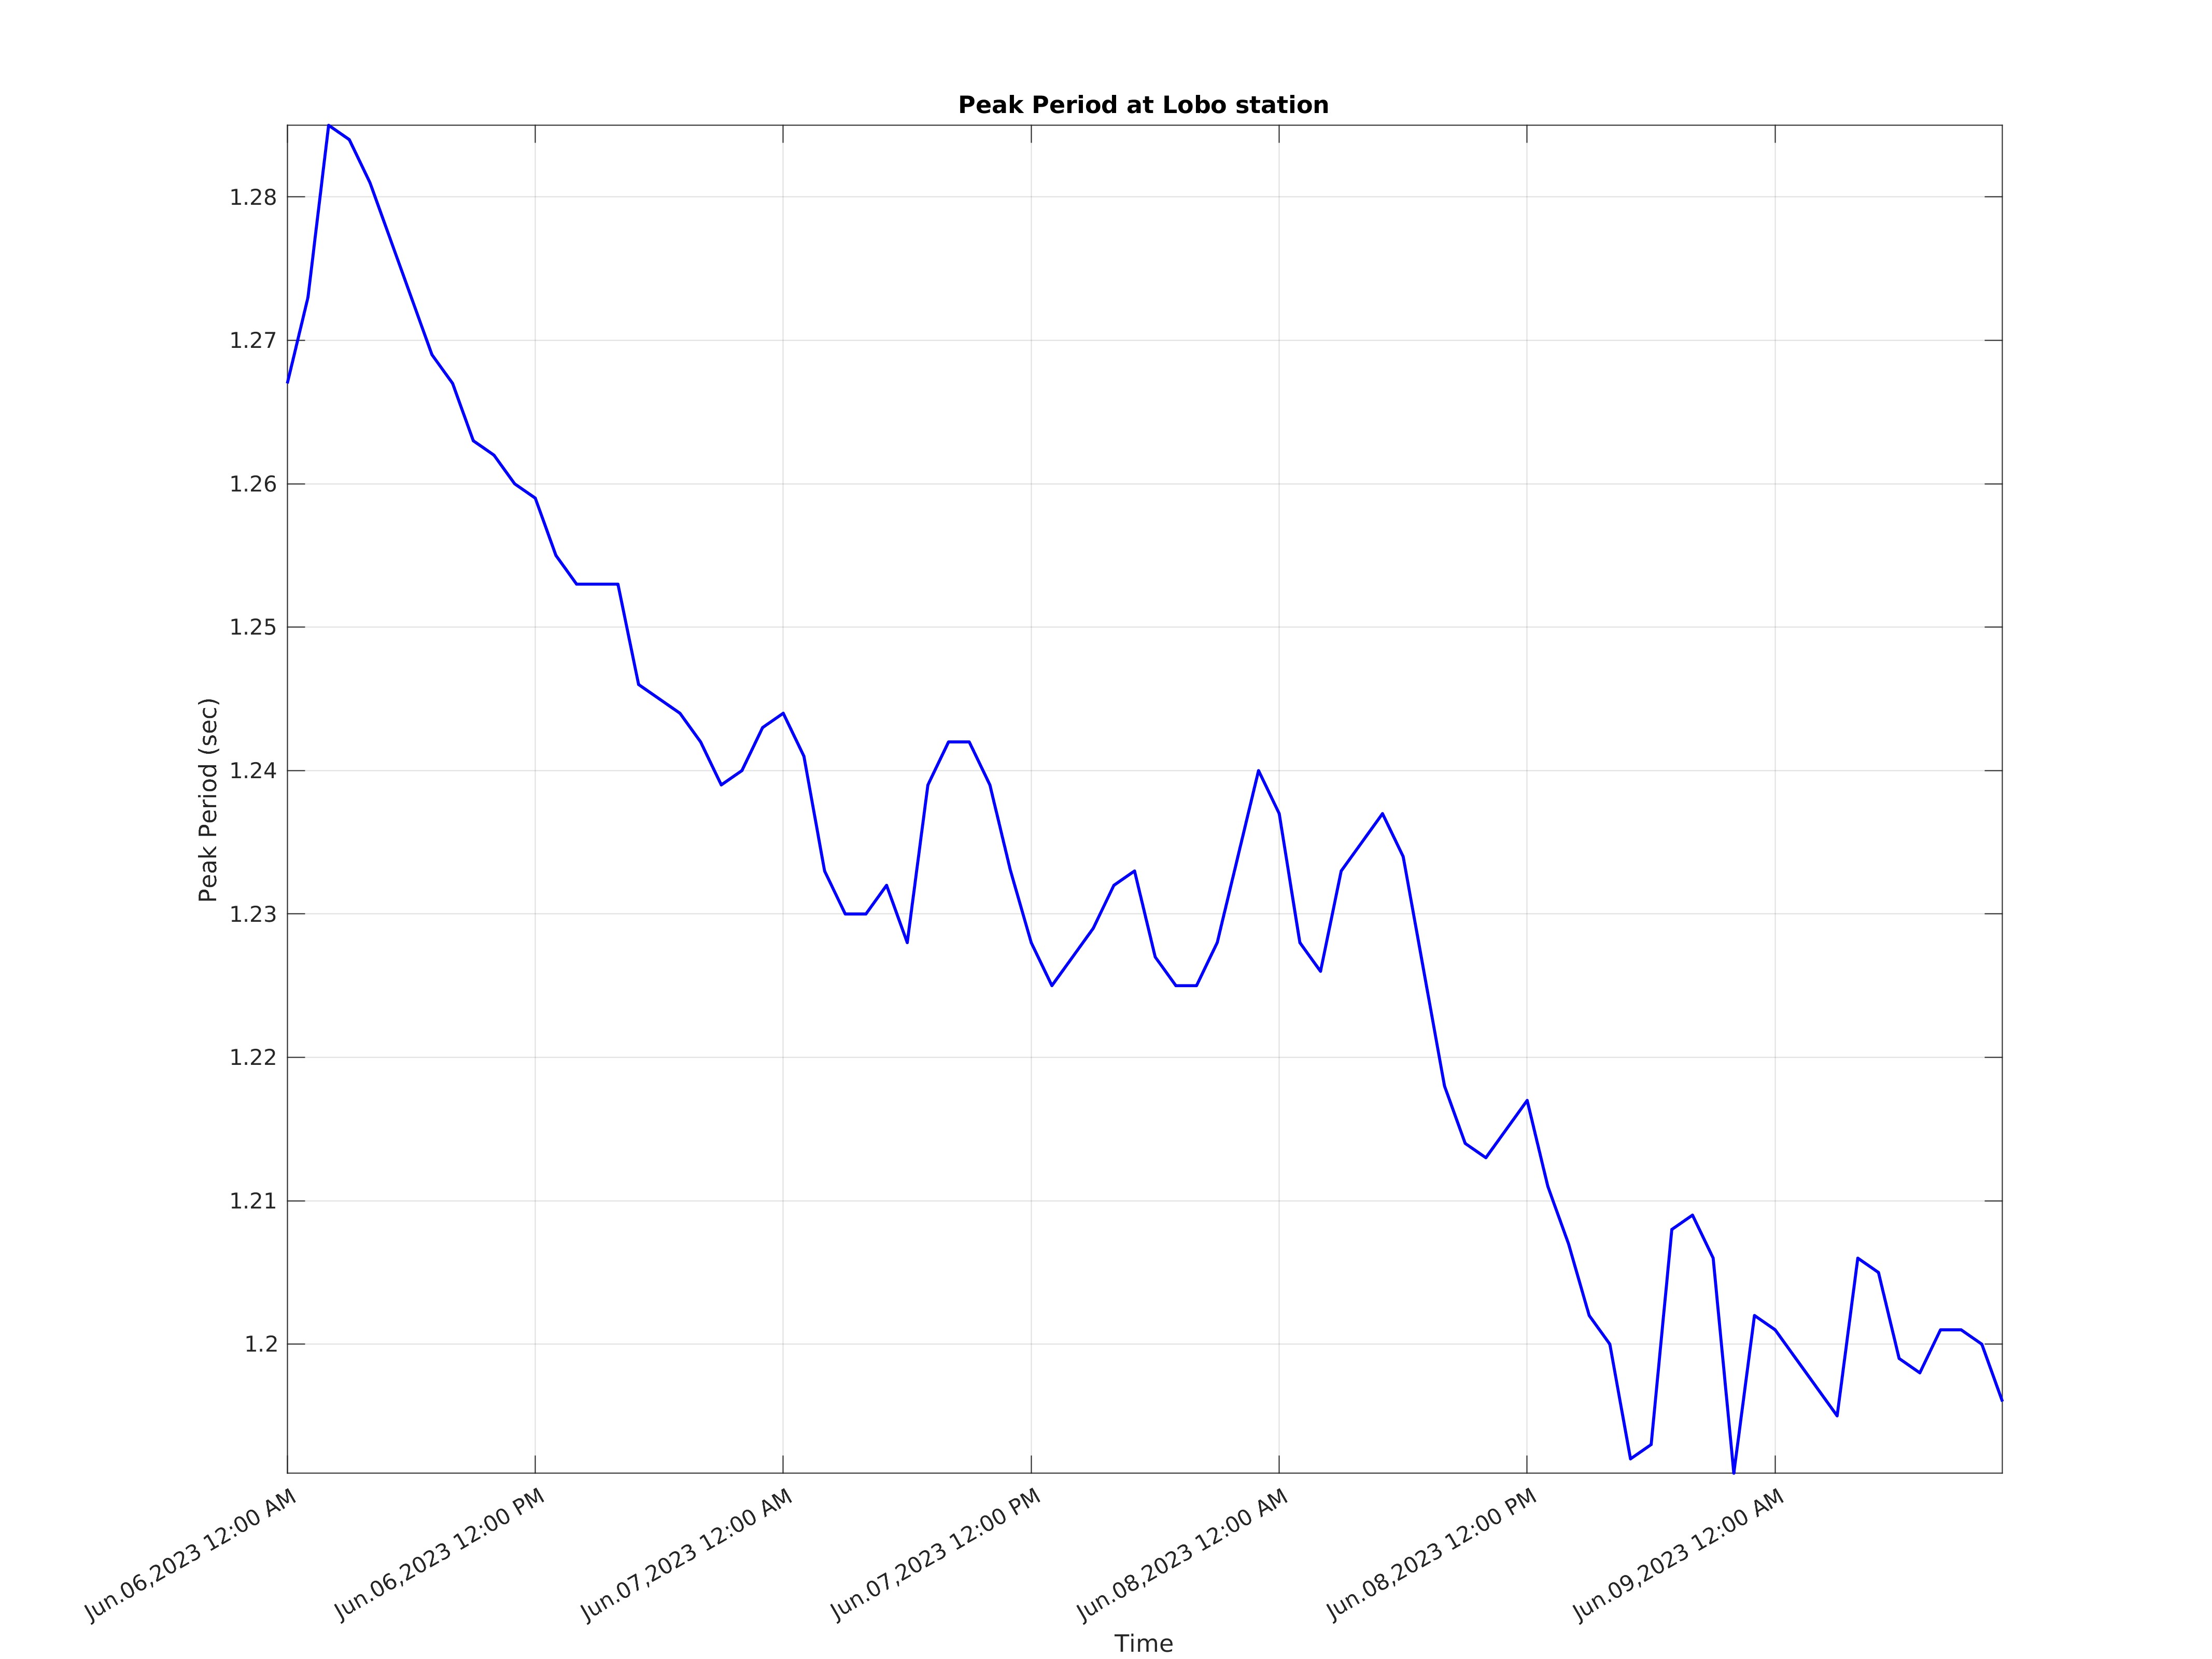 Peak Period at Lobo station
Peak Period (sec)
1.28
1.27
1.26
1.25
1.24
1.23
1.22
1.21
1.2
Jun.06,2023 12:00 AM
Jun.06,2023 12:00 PM
Jun.07,2023 12:00 AM
Jun.07,2023 12:00 PM
Jun.08,2023 12:00 AM
Jun.08,2023 12:00 PM
Jun.09,2023 12:00 AM
Time